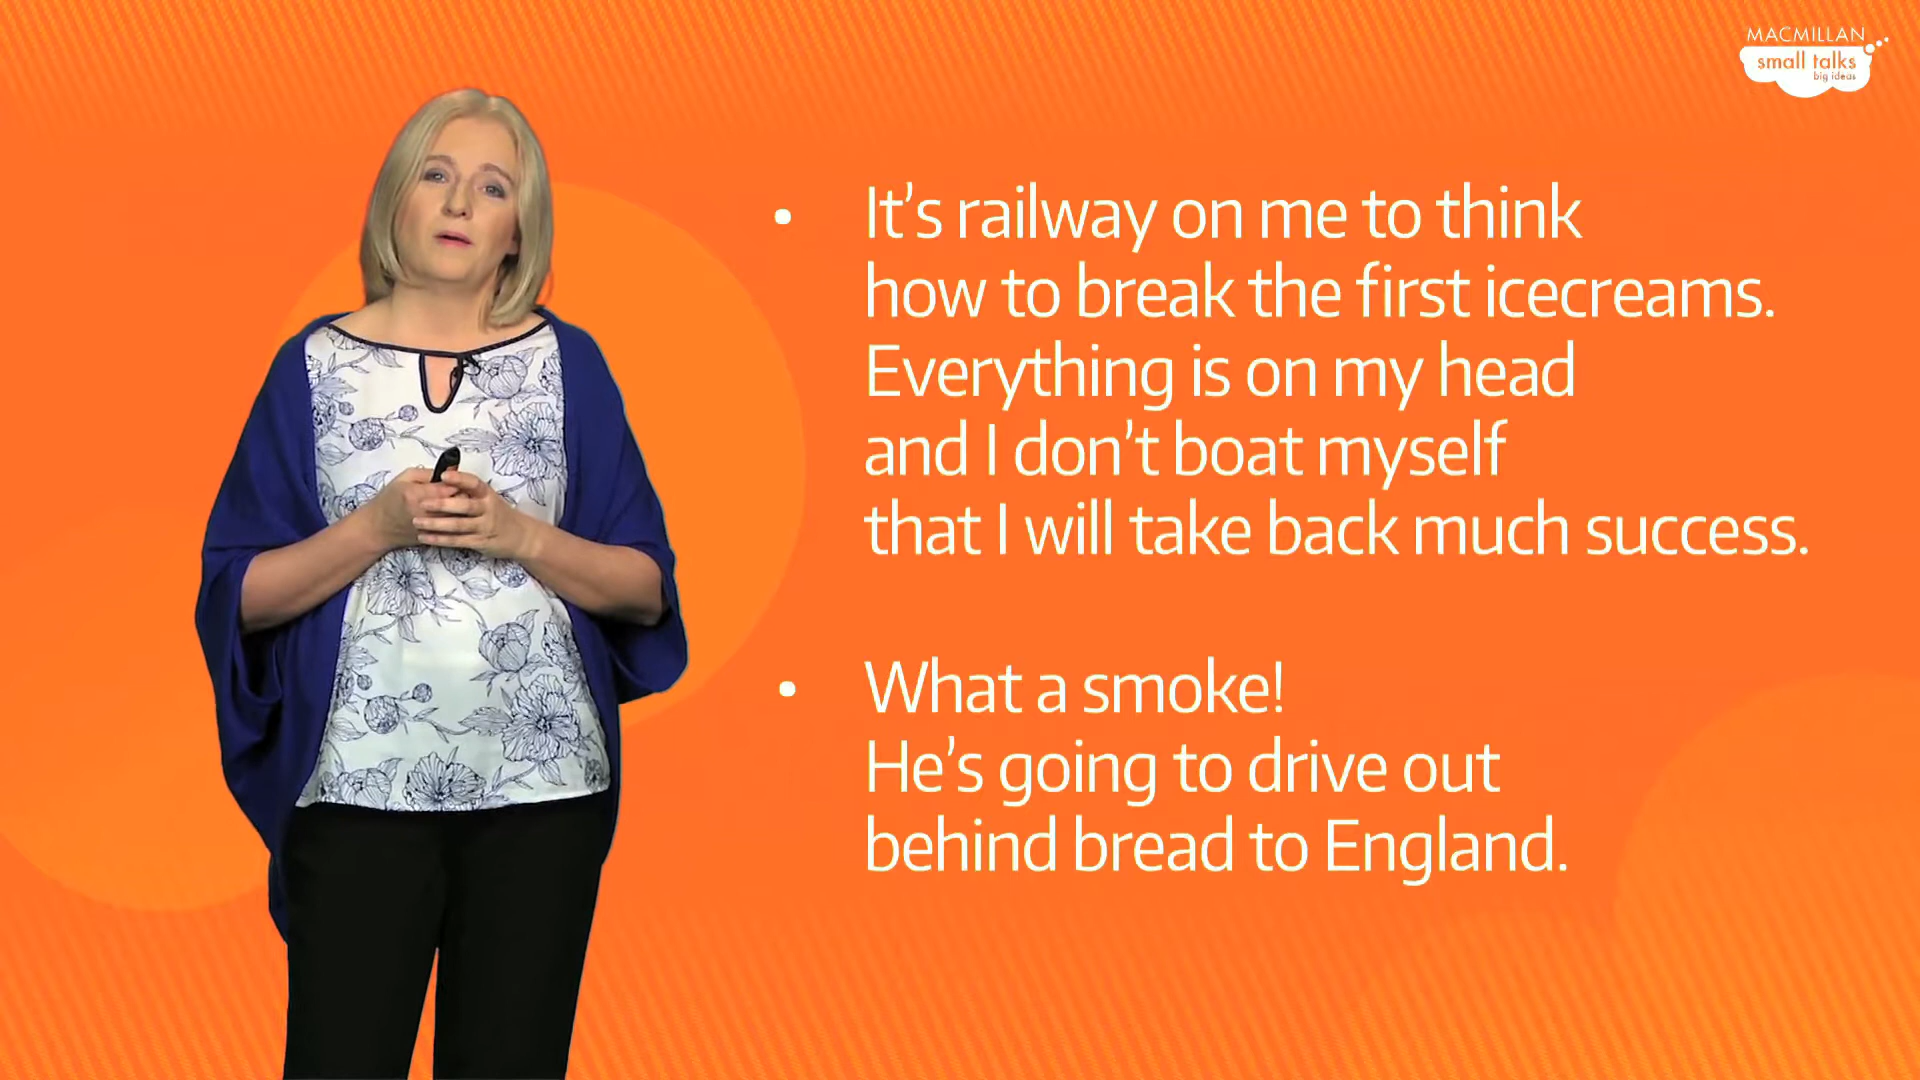 MACMILLAN
small talks
big ideas
• It's railway on me to think
how to break the first icecreams.
Everything is on my head
and I don't boat myself
that I will take back much success.
• What a smoke!
He's going to drive out
behind bread to England.